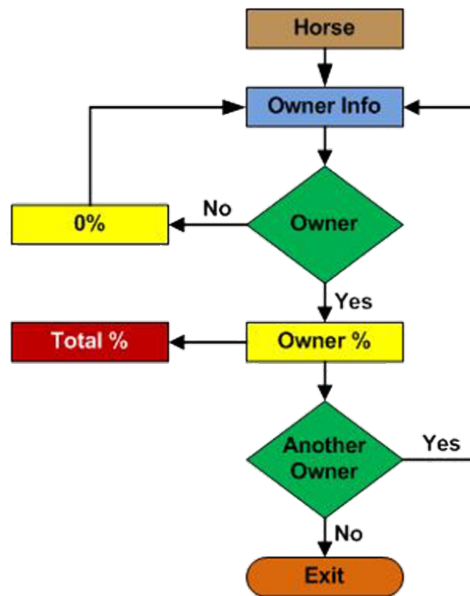 Horse
Owner Info
No
0%
Owner
Yes
Total %
Owner %
Another
Owner
Yes
No
Exit